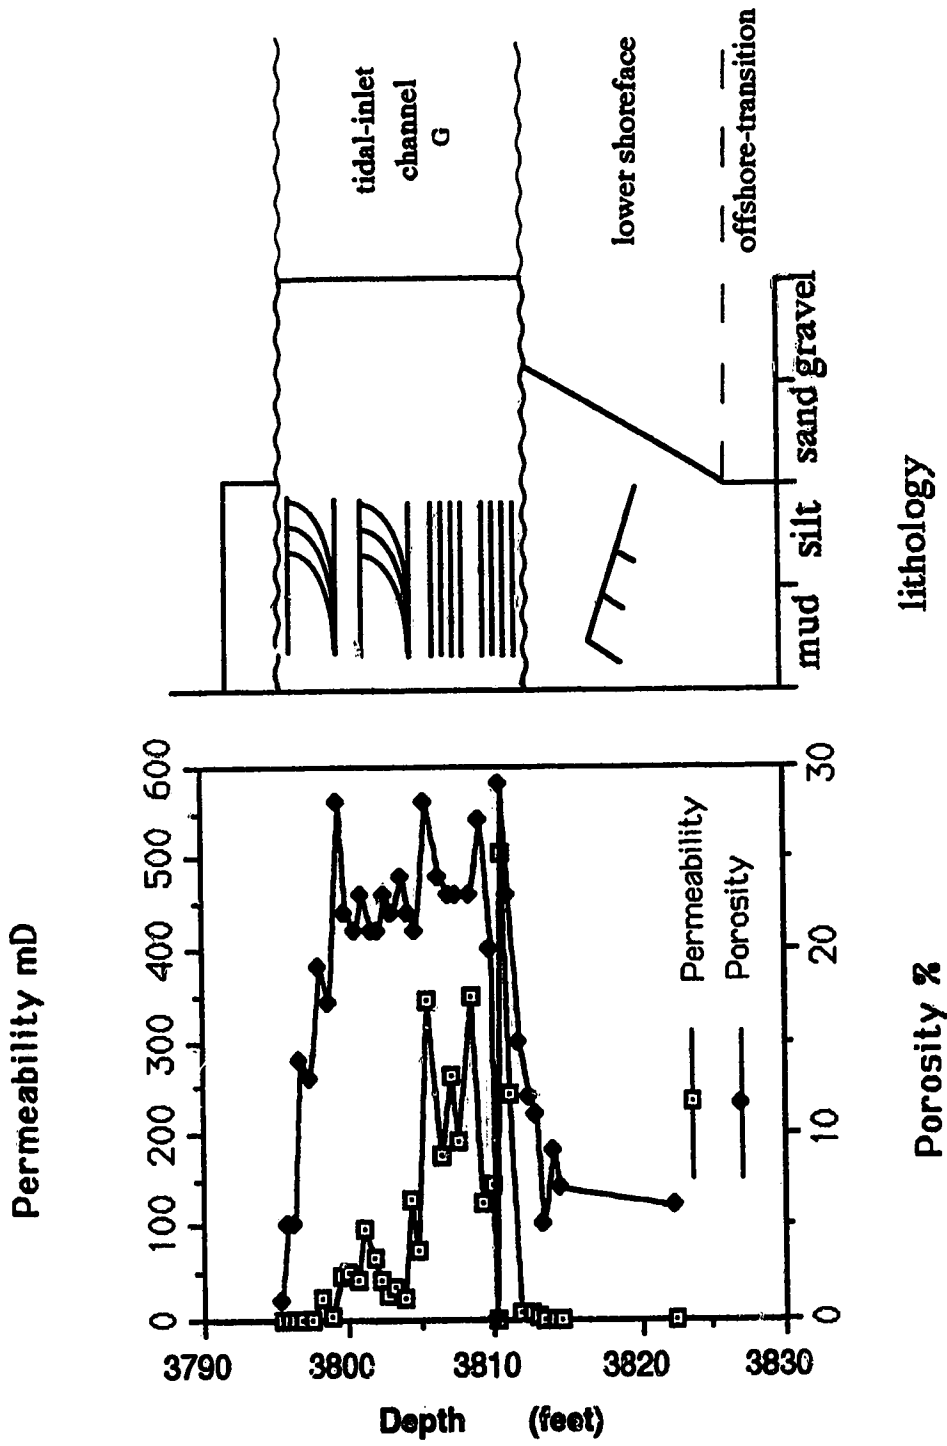 tidal-inlet
channel
G
lower shoreface
offshore-transition
mud silt sand gravel
lithology
Permeability mD
0 100 200 300 400 500 600
Permeability
Porosity
0 10 20 30
Porosity %
3790 3800 3810 3820 3830
Depth (feet)